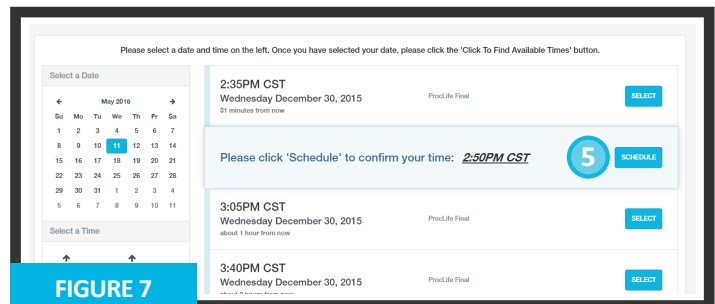 Please select a date and time on the left. Once you have selected your date, please click the 'Click To Find Available Times' button.
Select a Date
May 2016
Su Mo Tu We Th Fr Sa
1 2 3 4 5 6 7
8 9 10 11 12 13 14
15 16 17 18 19 20 21
22 23 24 25 26 27 28
29 30 31 1 2 3 4
5 6 7 8 9 10 11
Select a Time
FIGURE 7
2:35PM CST
Wednesday December 30, 2015
31 minutes from now
ProcLife Final
SELECT
Please click 'Schedule' to confirm your time: 2:50PM CST
5
SCHEDULE
3:05PM CST
Wednesday December 30, 2015
about 1 hour from now
ProcLife Final
SELECT
3:40PM CST
Wednesday December 30, 2015
about 2 hours from now
ProcLife Final
SELECT